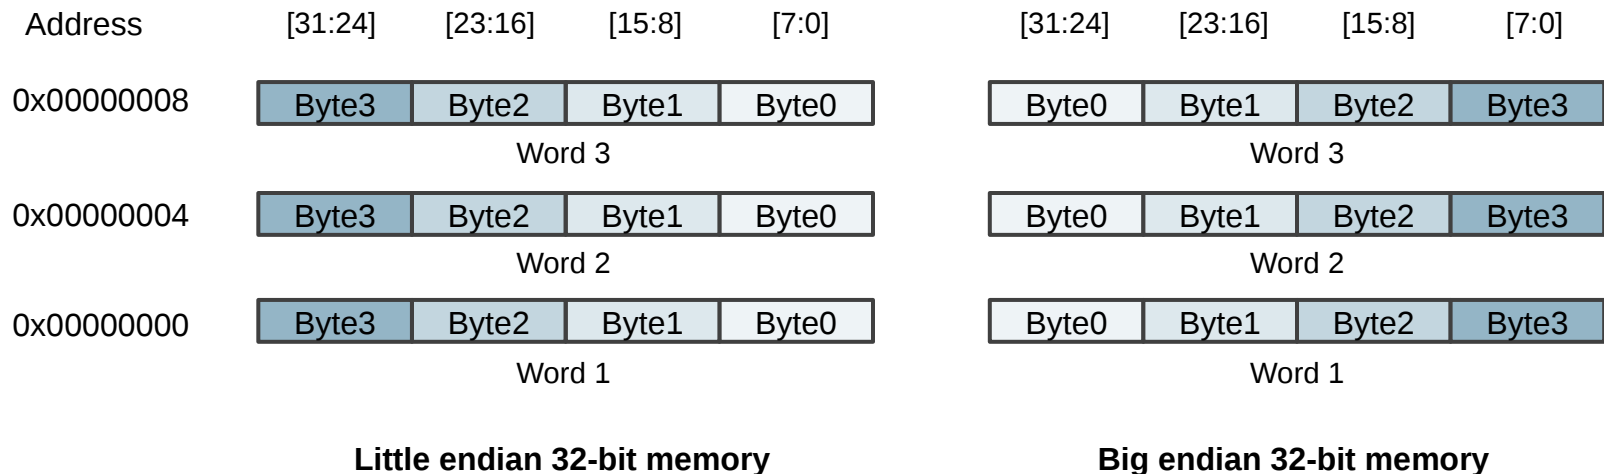 Address [31:24] [23:16] [15:8] [7:0] [31:24] [23:16] [15:8] [7:0]
0x00000008 Byte3 Byte2 Byte1 Byte0 Byte0 Byte1 Byte2 Byte3
Word 3 Word 3
0x00000004 Byte3 Byte2 Byte1 Byte0 Byte0 Byte1 Byte2 Byte3
Word 2 Word 2
0x00000000 Byte3 Byte2 Byte1 Byte0 Byte0 Byte1 Byte2 Byte3
Word 1 Word 1
Little endian 32-bit memory Big endian 32-bit memory